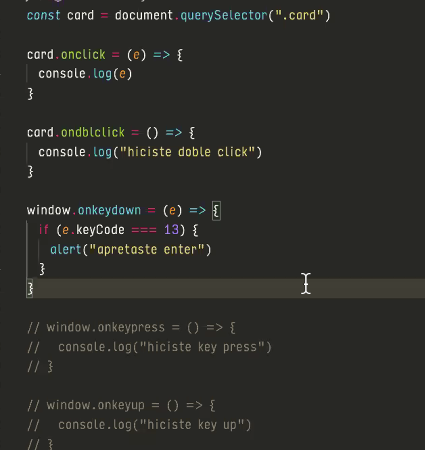 const card = document.querySelector(".card")
card.onclick = (e) => {
console.log(e)
}
card.ondblclick = () => {
console.log("hiciste doble click")
}
window.onkeydown = (e) => {
if (e.keyCode === 13) {
alert("apretaste enter")
}
}
// window.onkeypress = () => {
//   console.log("hiciste key press")
// }
// window.onkeyup = () => {
//   console.log("hiciste key up")
// }